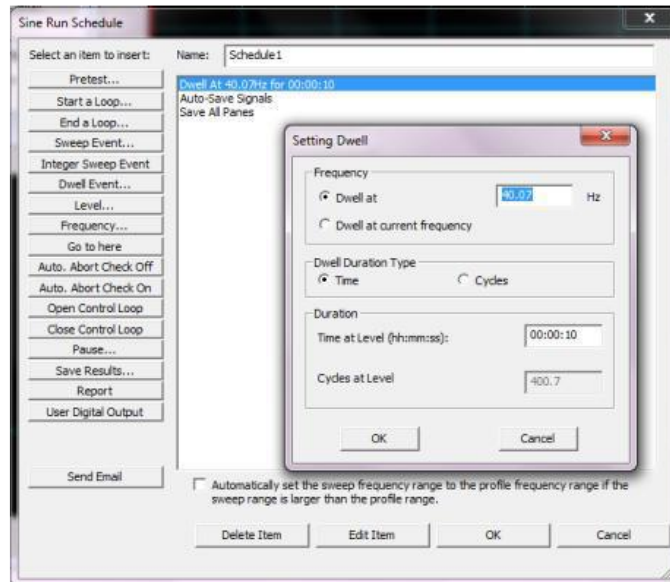 Sine Run Schedule
x
Select an item to insert:
Name: Schedule1
Pretest...
Start a Loop...
End a Loop...
Sweep Event...
Integer Sweep Event
Dwell Event...
Level...
Frequency...
Go to here
Auto. Abort Check Off
Auto. Abort Check On
Open Control Loop
Close Control Loop
Pause...
Save Results...
Report
User Digital Output
Send Email
Dwell At 40.07Hz for 00:00:10
Auto-Save Signals
Save All Panes
Setting Dwell
x
Frequency
Dwell at 40.07 Hz
Dwell at current frequency
Dwell Duration Type
Time Cycles
Duration
Time at Level (hh:mm:ss): 00:00:10
Cycles at Level 400.7
OK Cancel
Automatically set the sweep frequency range to the profile frequency range if the
sweep range is larger than the profile range.
Delete Item Edit Item OK Cancel